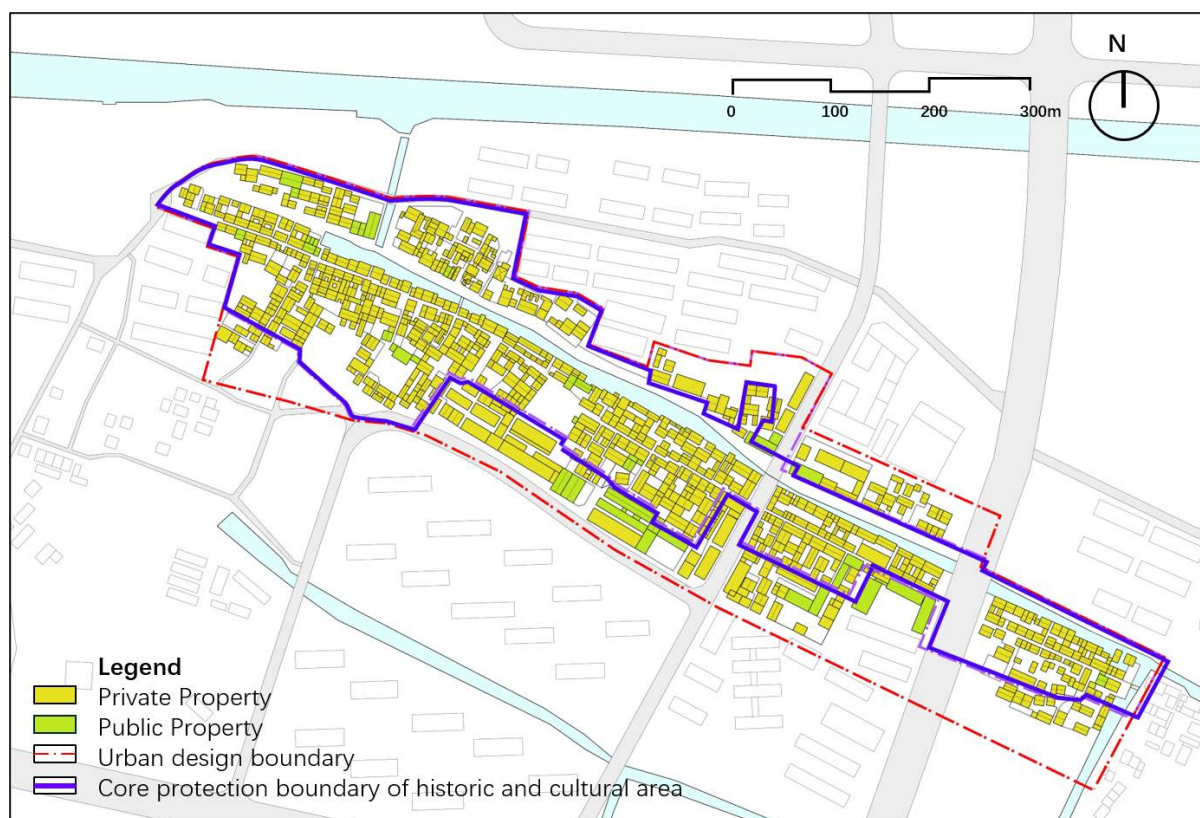 N
0 100 200 300m
Legend
Private Property
Public Property
Urban design boundary
Core protection boundary of historic and cultural area